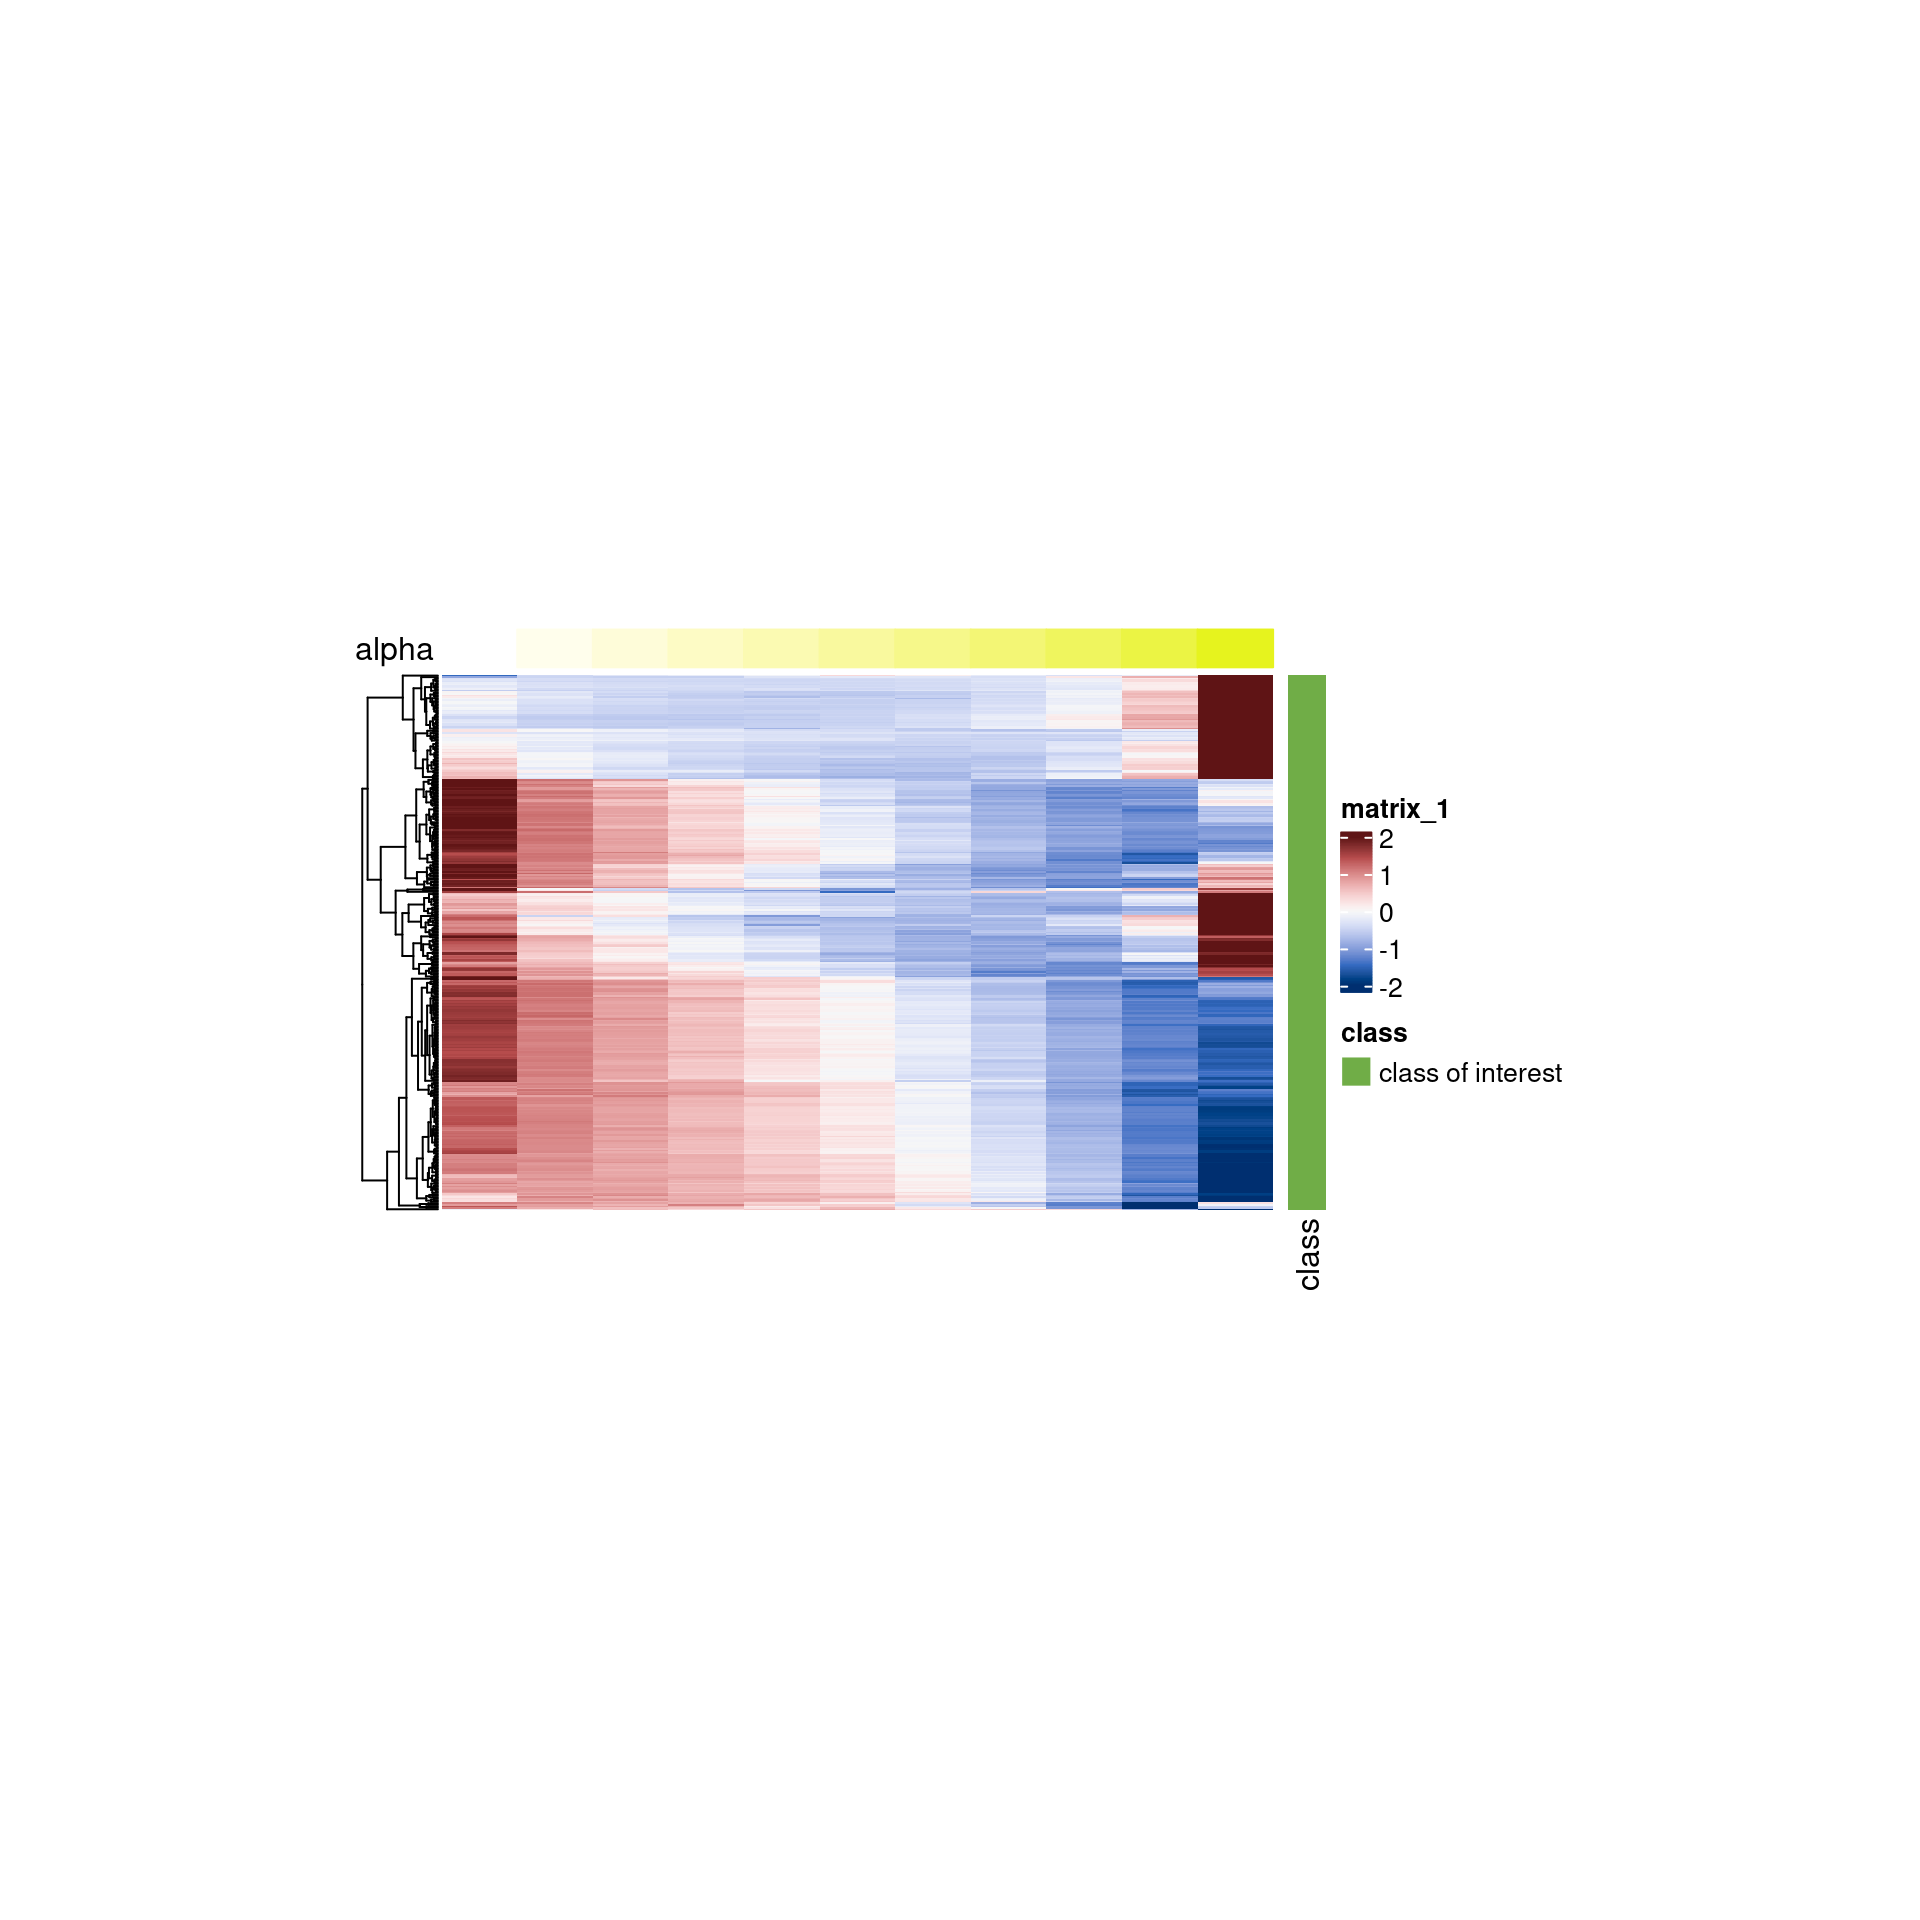 alpha
matrix_1
2
1
0
-1
-2
class
class of interest
class